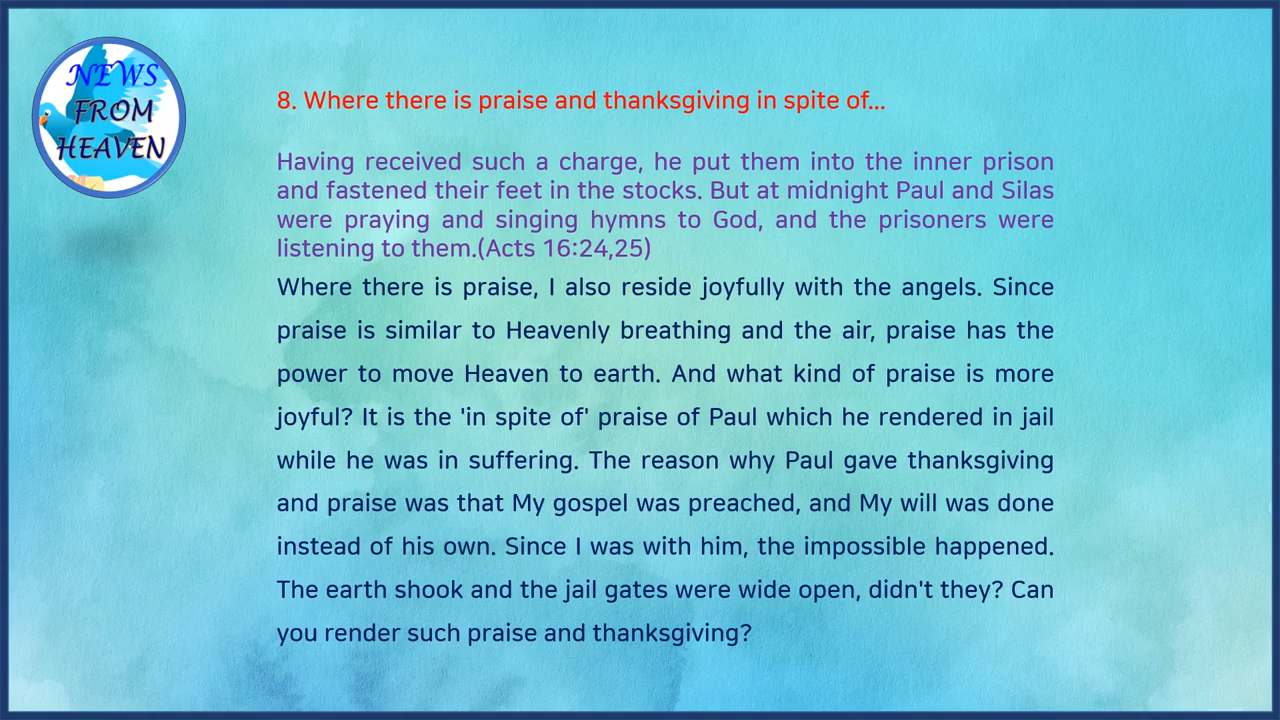 NEWS
FROM
HEAVEN
8. Where there is praise and thanksgiving in spite of...
Having received such a charge, he put them into the inner prison
and fastened their feet in the stocks. But at midnight Paul and Silas
were praying and singing hymns to God, and the prisoners were
listening to them.(Acts 16:24,25)
Where there is praise, I also reside joyfully with the angels. Since
praise is similar to Heavenly breathing and the air, praise has the
power to move Heaven to earth. And what kind of praise is more
joyful? It is the 'in spite of' praise of Paul which he rendered in jail
while he was in suffering. The reason why Paul gave thanksgiving
and praise was that My gospel was preached, and My will was done
instead of his own. Since I was with him, the impossible happened.
The earth shook and the jail gates were wide open, didn't they? Can
you render such praise and thanksgiving?